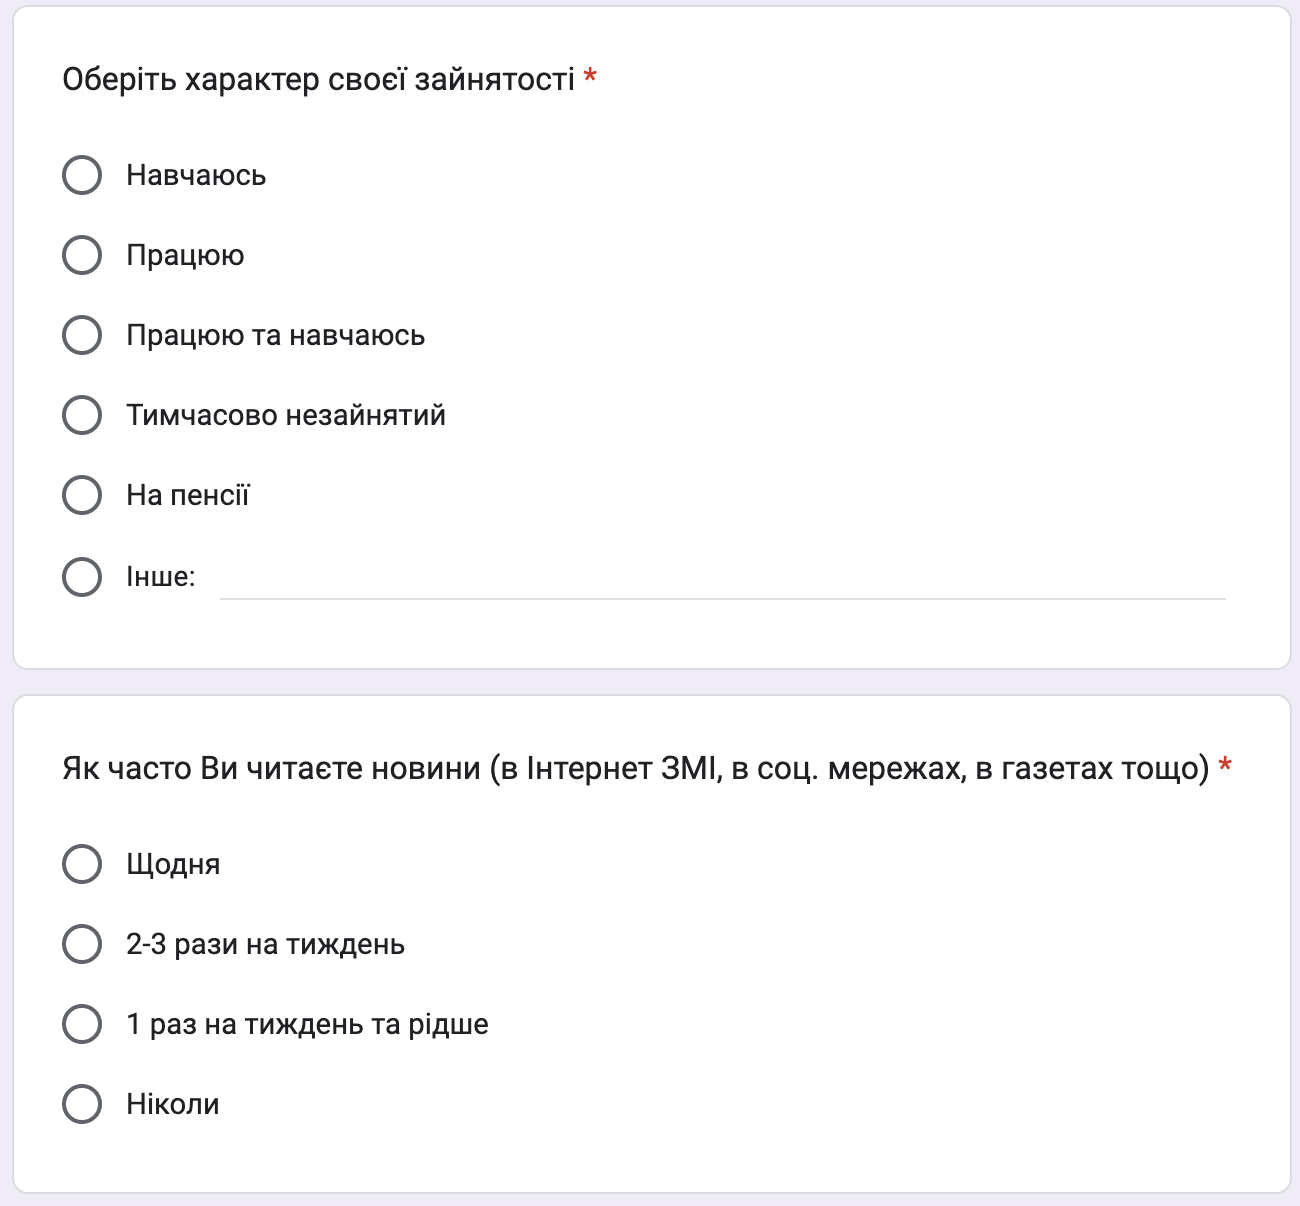 Оберіть характер своєї зайнятості *
Навчаюсь
Працюю
Працюю та навчаюсь
Тимчасово незайнятий
На пенсії
Інше:
Як часто Ви читаєте новини (в Інтернет ЗМІ, в соц. мережах, в газетах тощо) *
Щодня
2-3 рази на тиждень
1 раз на тиждень та рідше
Ніколи